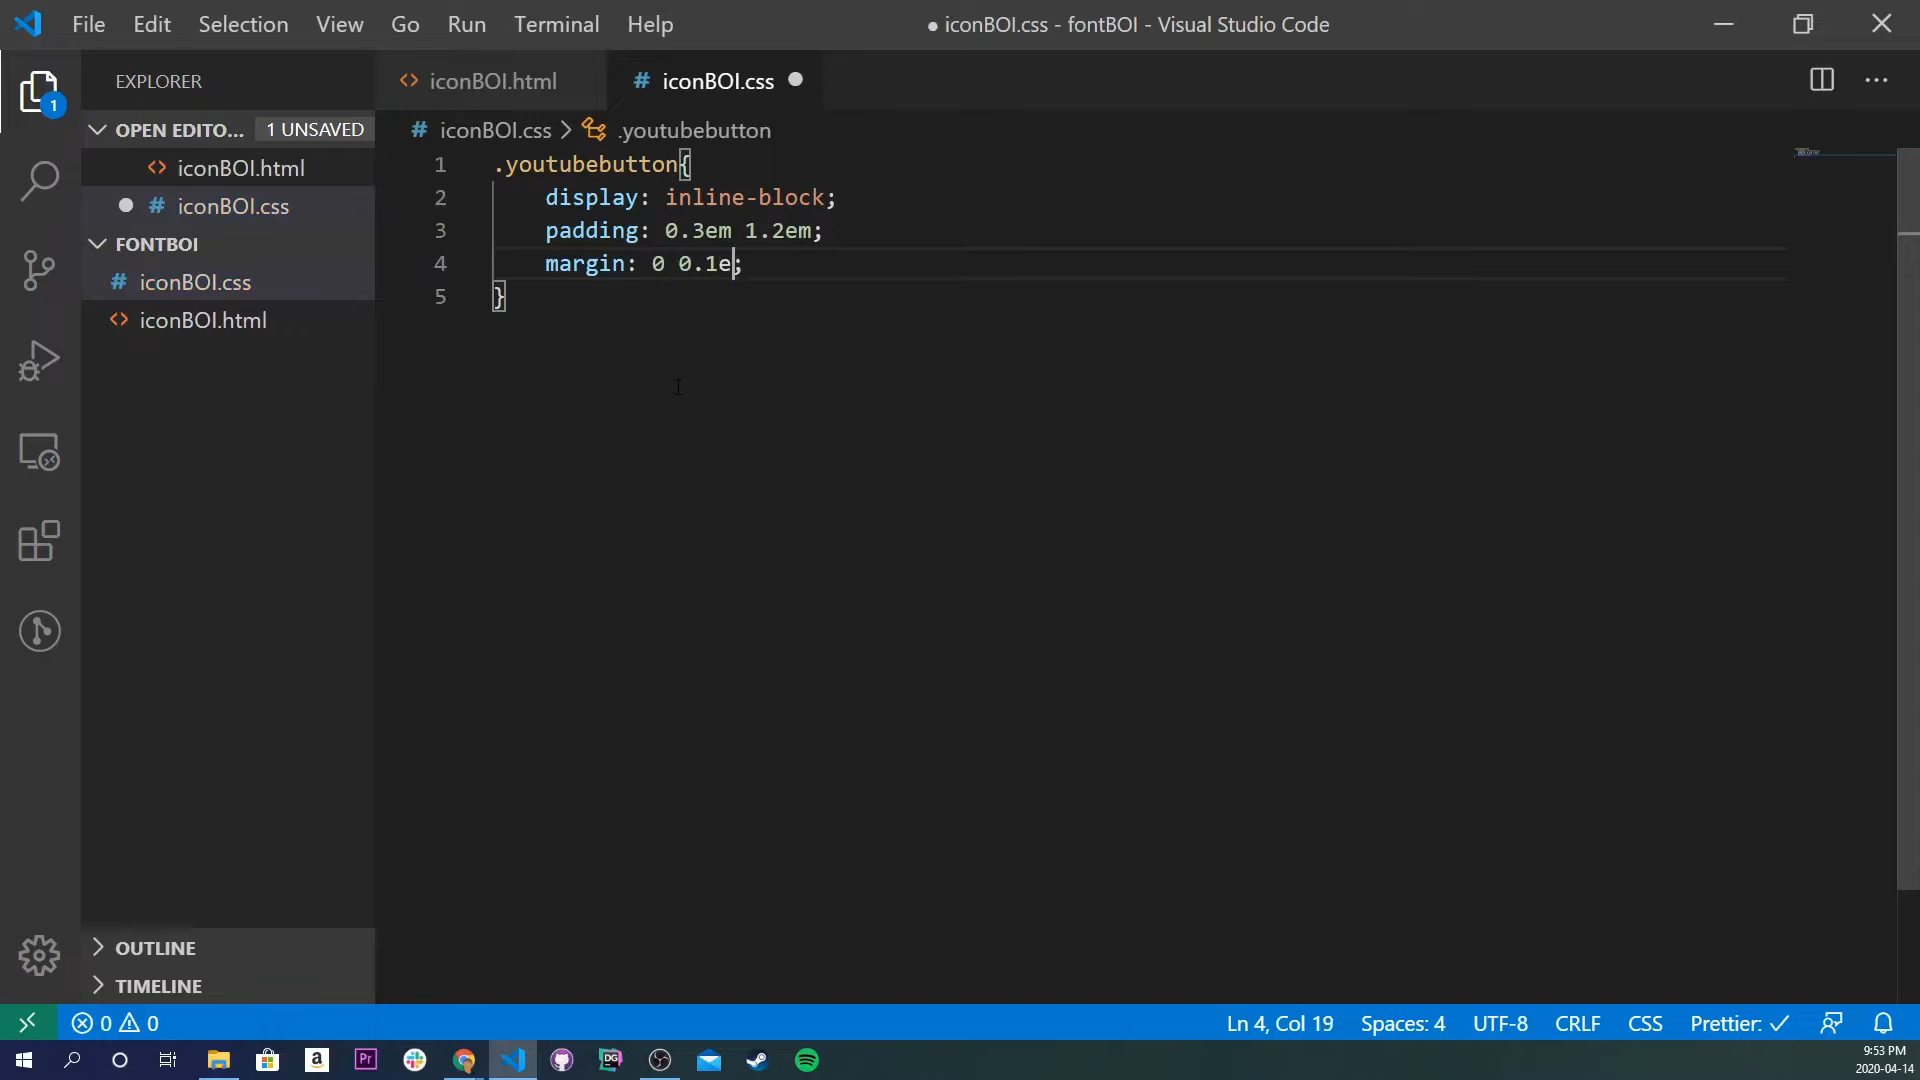 File Edit Selection View Go Run Terminal Help
● iconBOI.css - fontBOI - Visual Studio Code
1
EXPLORER
OPEN EDITO... 1 UNSAVED
iconBOI.html
# iconBOI.css
FONTBOI
# iconBOI.css
iconBOI.html
OUTLINE
TIMELINE
iconBOI.html # iconBOI.css
# iconBOI.css > .youtubebutton
1 .youtubebutton{
2 display: inline-block;
3 padding: 0.3em 1.2em;
4 margin: 0 0.1e;
5 }
0 0 Ln 4, Col 19 Spaces: 4 UTF-8 CRLF CSS Prettier: ✓
a Pr DG
9:53 PM
2020-04-14